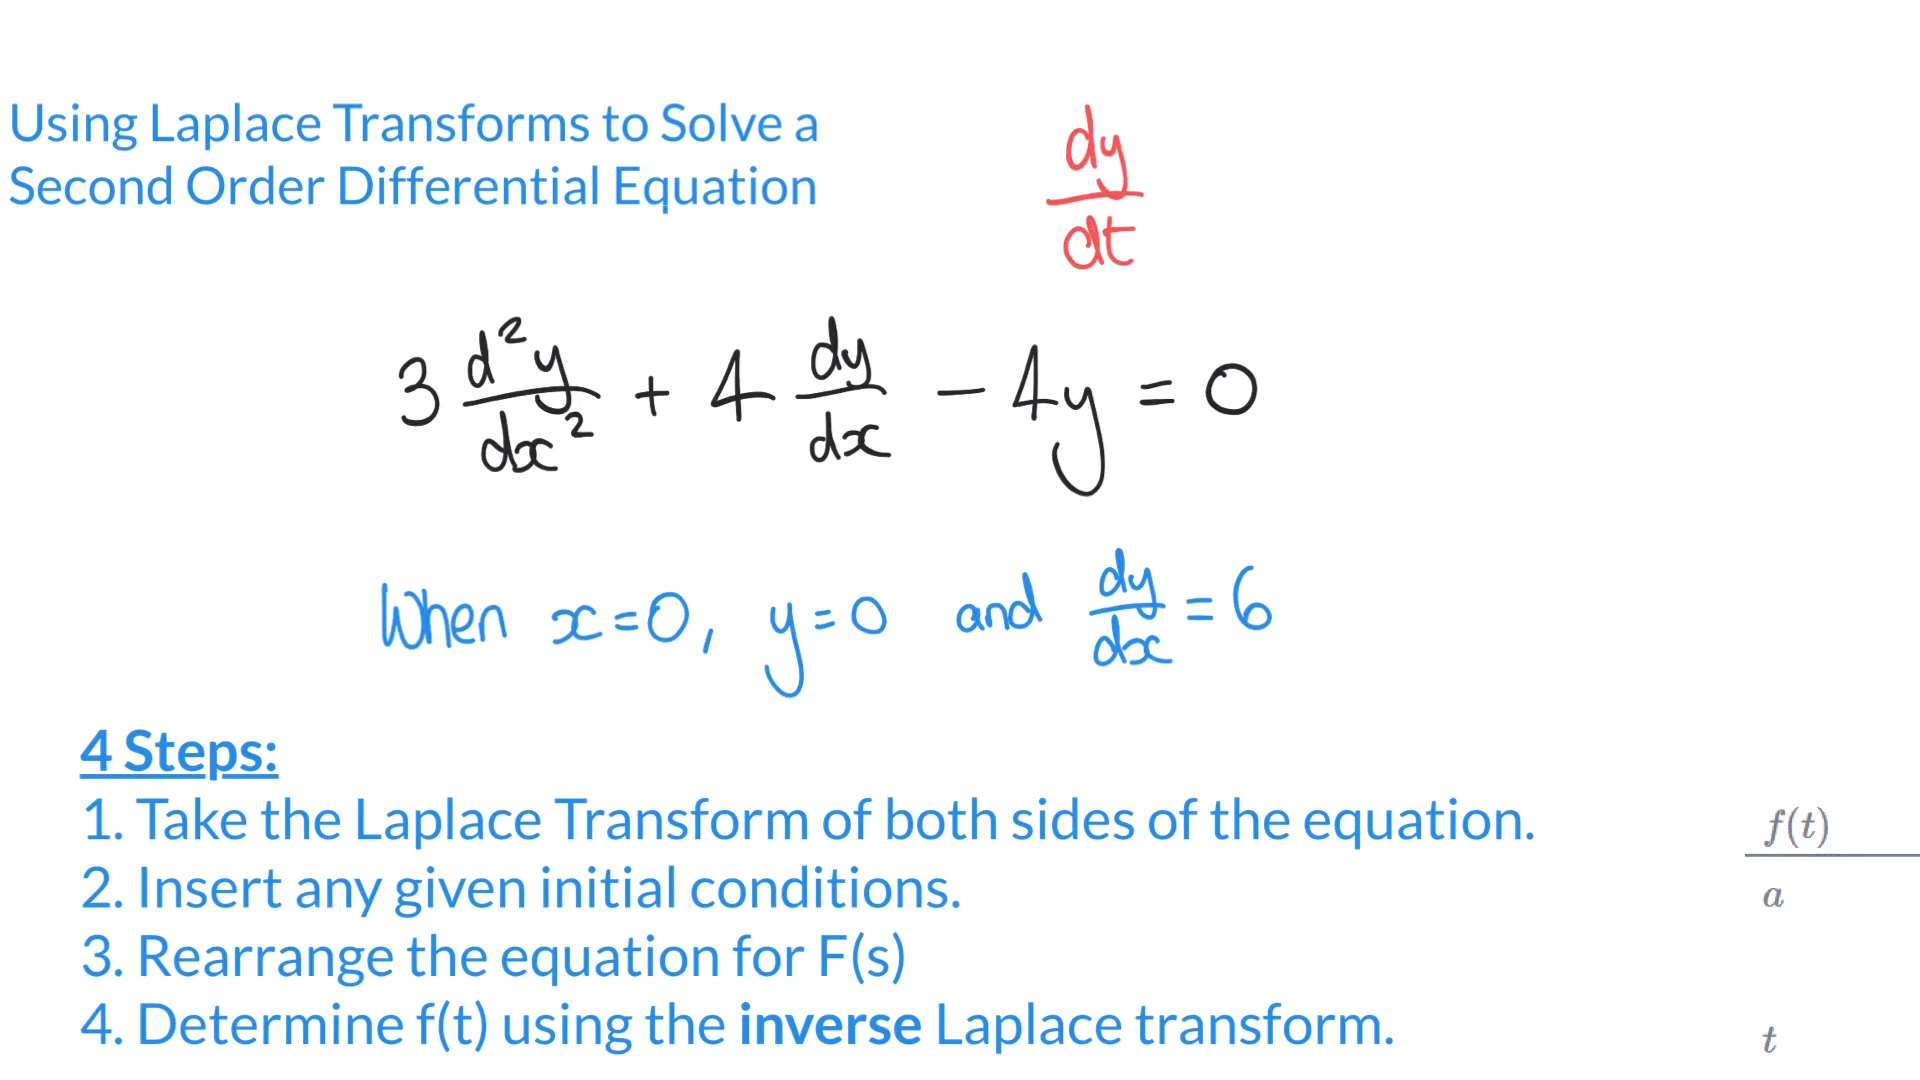 Using Laplace Transforms to Solve a
Second Order Differential Equation
dy/dt
3 d²y/dx² + 4 dy/dx − 4y = 0
When x=0, y=0 and dy/dx = 6
4 Steps:
1. Take the Laplace Transform of both sides of the equation.
2. Insert any given initial conditions.
3. Rearrange the equation for F(s)
4. Determine f(t) using the inverse Laplace transform.
f(t)
a
t